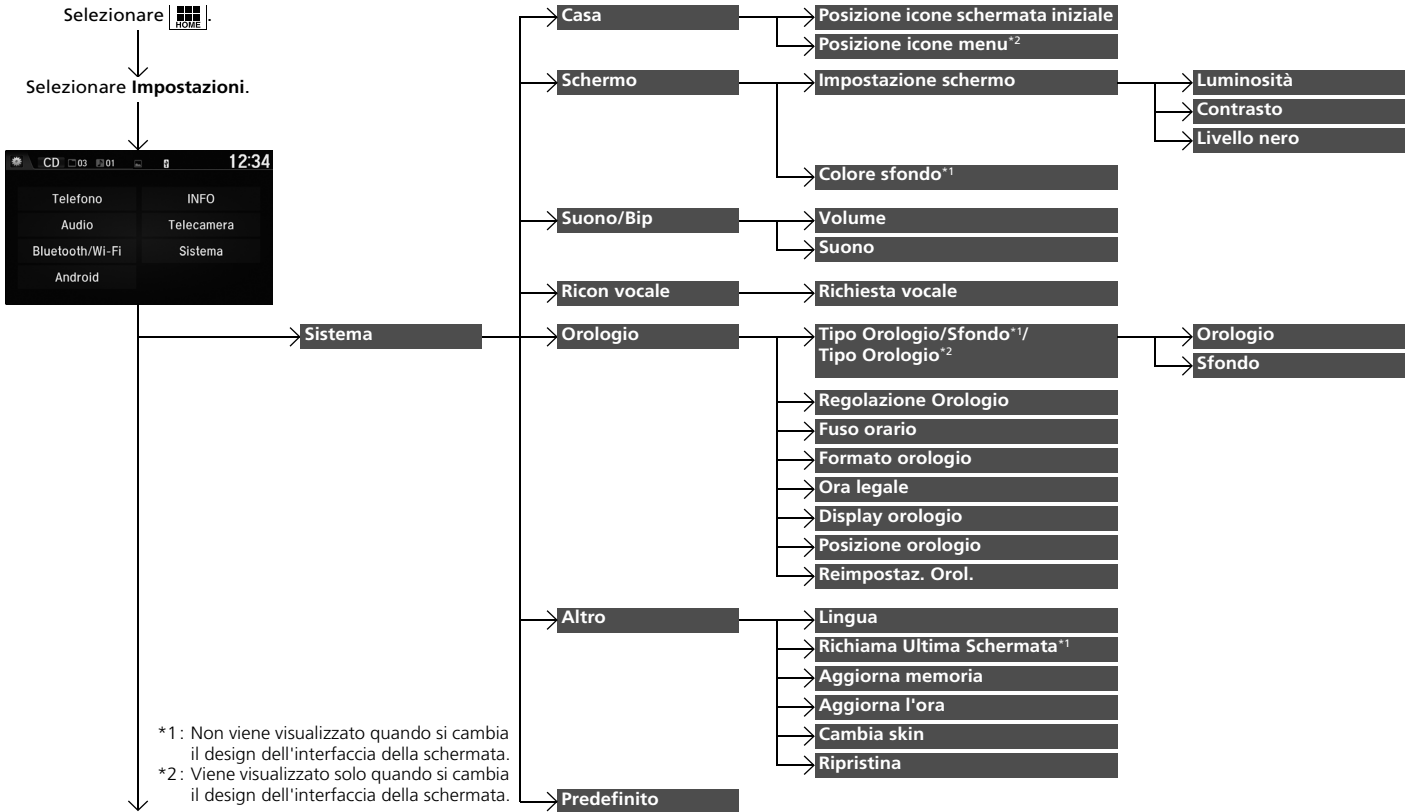 Selezionare HOME.
Selezionare Impostazioni.
CD 03 01 12:34
Telefono INFO
Audio Telecamera
Bluetooth/Wi-Fi Sistema
Android
Sistema
Casa
Posizione icone schermata iniziale
Posizione icone menu*2
Schermo
Impostazione schermo
Luminosità
Contrasto
Livello nero
Colore sfondo*1
Suono/Bip
Volume
Suono
Ricon vocale
Richiesta vocale
Orologio
Tipo Orologio/Sfondo*1/
Tipo Orologio*2
Orologio
Sfondo
Regolazione Orologio
Fuso orario
Formato orologio
Ora legale
Display orologio
Posizione orologio
Reimpostaz. Orol.
Altro
Lingua
Richiama Ultima Schermata*1
Aggiorna memoria
Aggiorna l'ora
Cambia skin
Ripristina
Predefinito
*1: Non viene visualizzato quando si cambia
il design dell'interfaccia della schermata.
*2: Viene visualizzato solo quando si cambia
il design dell'interfaccia della schermata.